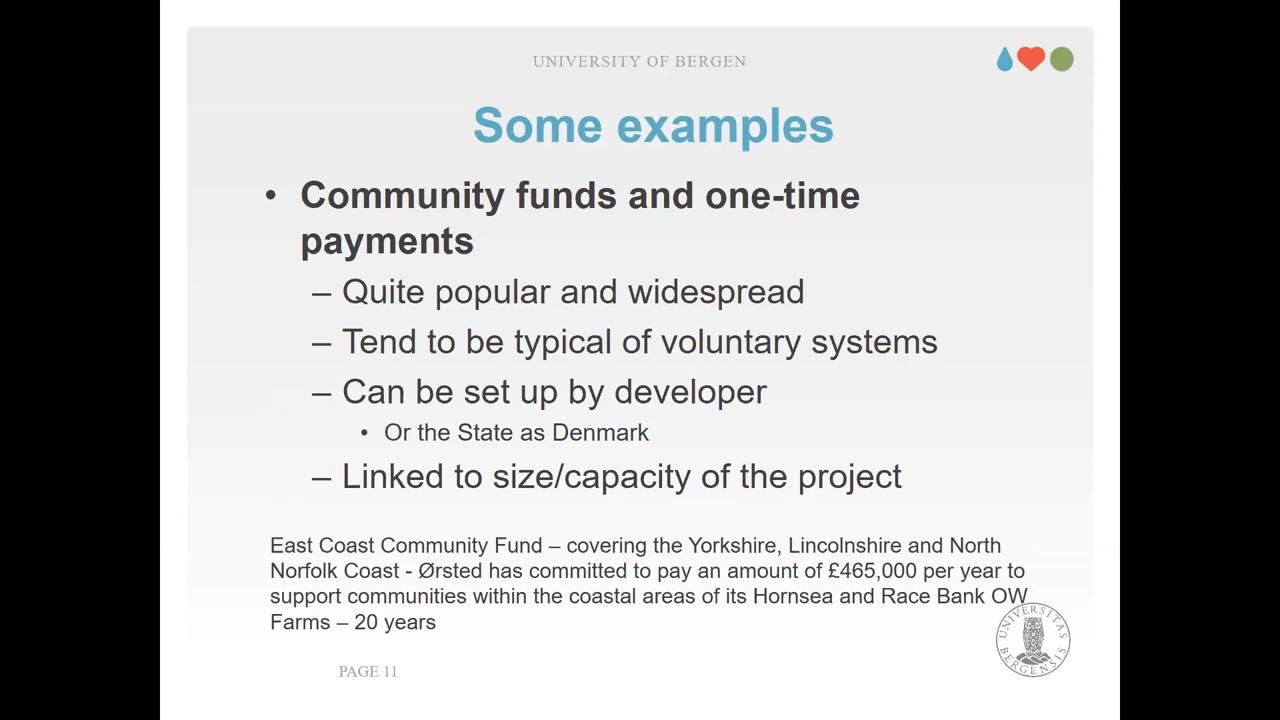 UNIVERSITY OF BERGEN
Some examples
• Community funds and one-time
payments
– Quite popular and widespread
– Tend to be typical of voluntary systems
– Can be set up by developer
• Or the State as Denmark
– Linked to size/capacity of the project
East Coast Community Fund – covering the Yorkshire, Lincolnshire and North
Norfolk Coast - Ørsted has committed to pay an amount of £465,000 per year to
support communities within the coastal areas of its Hornsea and Race Bank OW
Farms – 20 years
UNIVERSITAS
BERGENSIS
PAGE 11